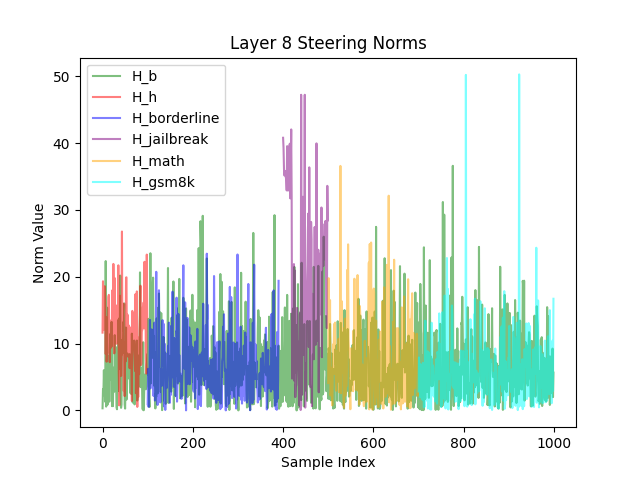 Layer 8 Steering Norms
Norm Value
50
40
30
20
10
0
H_b
H_h
H_borderline
H_jailbreak
H_math
H_gsm8k
0 200 400 600 800 1000
Sample Index